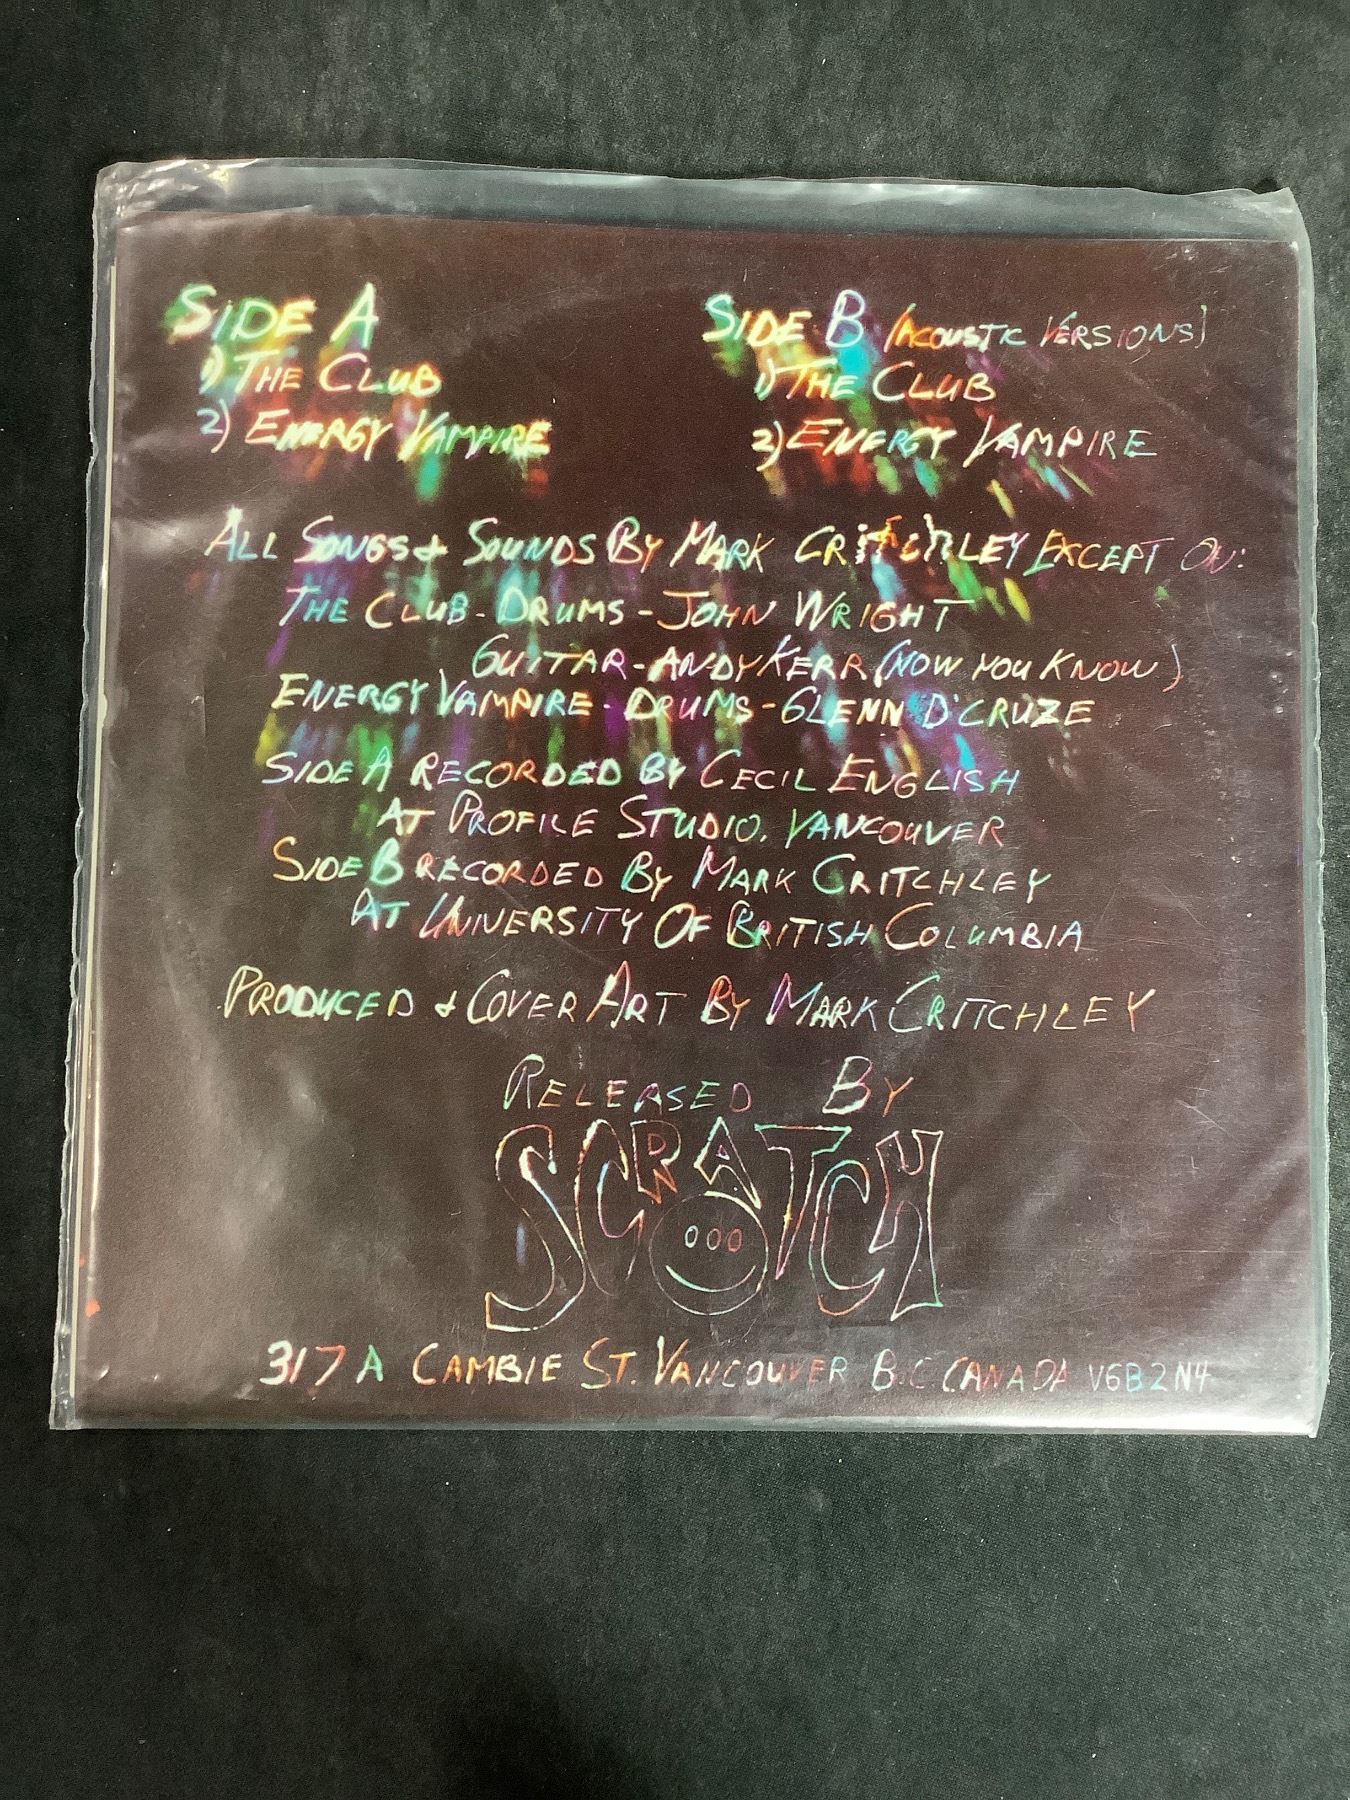 SIDE A
1) THE CLUB
2) ENERGY VAMPIRE
SIDE B (ACOUSTIC VERSIONS)
1) THE CLUB
2) ENERGY VAMPIRE
ALL SONGS & SOUNDS BY MARK CRITCHLEY EXCEPT ON:
THE CLUB - DRUMS - JOHN WRIGHT
GUITAR - ANDY KERR (NOW YOU KNOW)
ENERGY VAMPIRE - DRUMS - GLENN D'CRUZE
SIDE A RECORDED BY CECIL ENGLISH
AT PROFILE STUDIO, VANCOUVER
SIDE B RECORDED BY MARK CRITCHLEY
AT UNIVERSITY OF BRITISH COLUMBIA
PRODUCED & COVER ART BY MARK CRITCHLEY
RELEASED BY
SCRATCH
317 A CAMBIE ST. VANCOUVER B.C CANADA V6B2N4